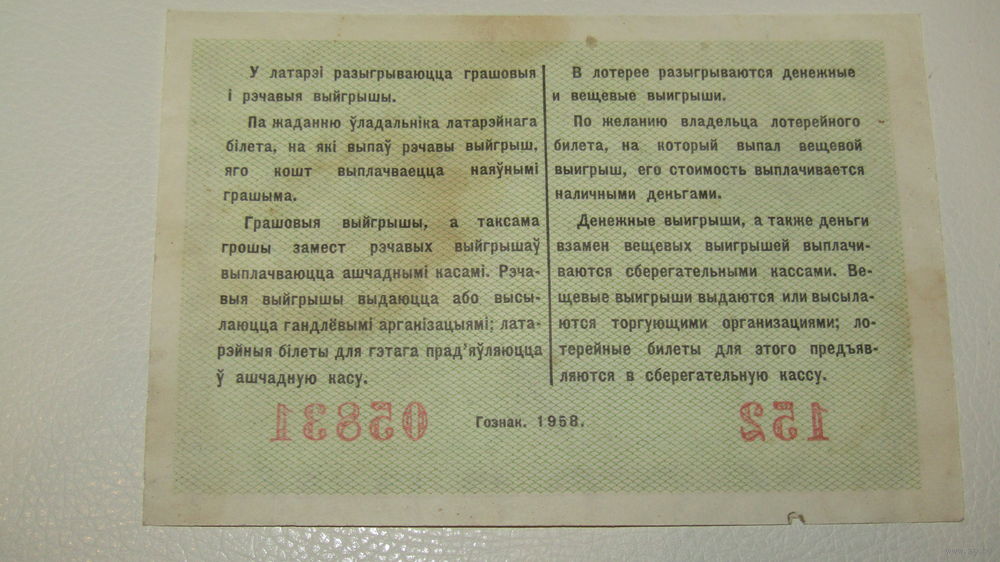 У латарэі разыгрываюцца грашовыя
і рэчавыя выйгрышы.
Па жаданню ўладальніка латарэйнага
білета, на які выпаў рэчавы выйгрыш,
яго кошт выплачваецца наяўнымі
грашыма.
Грашовыя выйгрышы, а таксама
грошы замест рэчавых выйгрышаў
выплачваюцца ашчаднымі касамі. Рэча-
выя выйгрышы выдаюцца або высы-
лаюцца гандлёвымі арганізацыямі; лата-
рэйныя білеты для гэтага прад'яўляюцца
ў ашчадную касу.
В лотерее разыгрываются денежные
и вещевые выигрыши.
По желанию владельца лотерейного
билета, на который выпал вещевой
выигрыш, его стоимость выплачивается
наличными деньгами.
Денежные выигрыши, а также деньги
взамен вещевых выигрышей выплачи-
ваются сберегательными кассами. Ве-
щевые выигрыши выдаются или высыла-
ются торгующими организациями; ло-
терейные билеты для этого предъяв-
ляются в сберегательную кассу.
05831
Гознак. 1958.
152